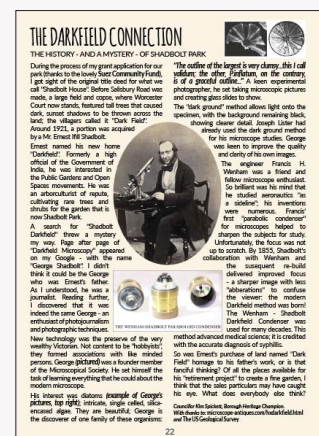 THE DARKFIELD CONNECTION
THE HISTORY - AND A MYSTERY - OF SHADBOLT PARK
During the process of my grant application for our
park (thanks to the lovely Suez Community Fund),
I got sight of the original title deed for what we
call "Shadbolt House". Before Salisbury Road was
made, a large field and copse, where Worcester
Court now stands, featured tall trees that caused
dark, sunset shadows to be thrown across the
land; the villagers called it "Dark Field".
Around 1921, a portion was acquired
by a Mr. Ernest Ifill Shadbolt.
Ernest named his new home
"Darkfield". Formerly a high
official of the Government of
India, he was interested in
the Public Gardens and Open
Spaces movements. He was
an arboriculturist of repute,
cultivating rare trees and
shrubs for the garden that is
now Shadbolt Park.
A search for "Shadbolt
Darkfield" threw a mystery
my way. Page after page of
"Darkfield Microscopy" appeared
on my Google - with the name
"George Shadbolt". I didn't
think it could be the George
who was Ernest's father.
As I understood, he was a
journalist. Reading further,
I discovered that it was
indeed the same George - an
enthusiast of photojournalism
and photographic techniques.
New technology was the preserve of the very
wealthy Victorian. Not content to be "hobbyists";
they formed associations with like minded
persons. George (pictured) was a founder member
of the Microscopical Society. He set himself the
task of learning everything that he could about the
modern microscope.
His interest was diatoms (example of George's
pictures, top right); intricate, single celled, silica-
encased algae. They are beautiful; George is
the discoverer of one family of these organisms:
"The outline of the largest is very clumsy...this I call
validum; the other, P.inflatum, on the contrary,
is of a graceful outline..." A keen experimental
photographer, he set taking microscopic pictures
and creating glass slides to show.
The "dark ground" method allows light onto the
specimen, with the background remaining black,
showing clearer detail. Joseph Lister had
already used the dark ground method
for his microscope studies. George
was keen to improve the quality
and clarity of his own images.
The engineer Francis H.
Wenham was a friend and
fellow microscope enthusiast.
So brilliant was his mind that
he studied aeronautics "as
a sideline"; his inventions
were numerous. Francis'
first "parabolic condensor"
for microscopes helped to
sharpen the subjects for study.
Unfortunately, the focus was not
up to scratch. By 1855, Shadbolt's
collaboration with Wenham and
the susequent re-build
delivered improved focus
- a sharper image with less
"abberations" to confuse
the viewer: the modern
Darkfield method was born!
The Wenham - Shadbolt
Darkfield Condenser was
used for many decades. This
method advanced medical science; it is credited
with the accurate diagnosis of syphillis.
So was Ernest's purchase of land named "Dark
Field" homage to his father's work, or is that
fanciful thinking? Of all the places available for
his "retirement project" to create a fine garden, I
think that the sales particulars may have caught
his eye. What does everybody else think?
THE WENHAM-SHADBOLT PARABOLOID CONDENSER
Councillor Kim Spickett; Borough Heritage Champion.
With thanks to: microscope-antiques.com/todarkfield.html
and The US Geological Survey
22